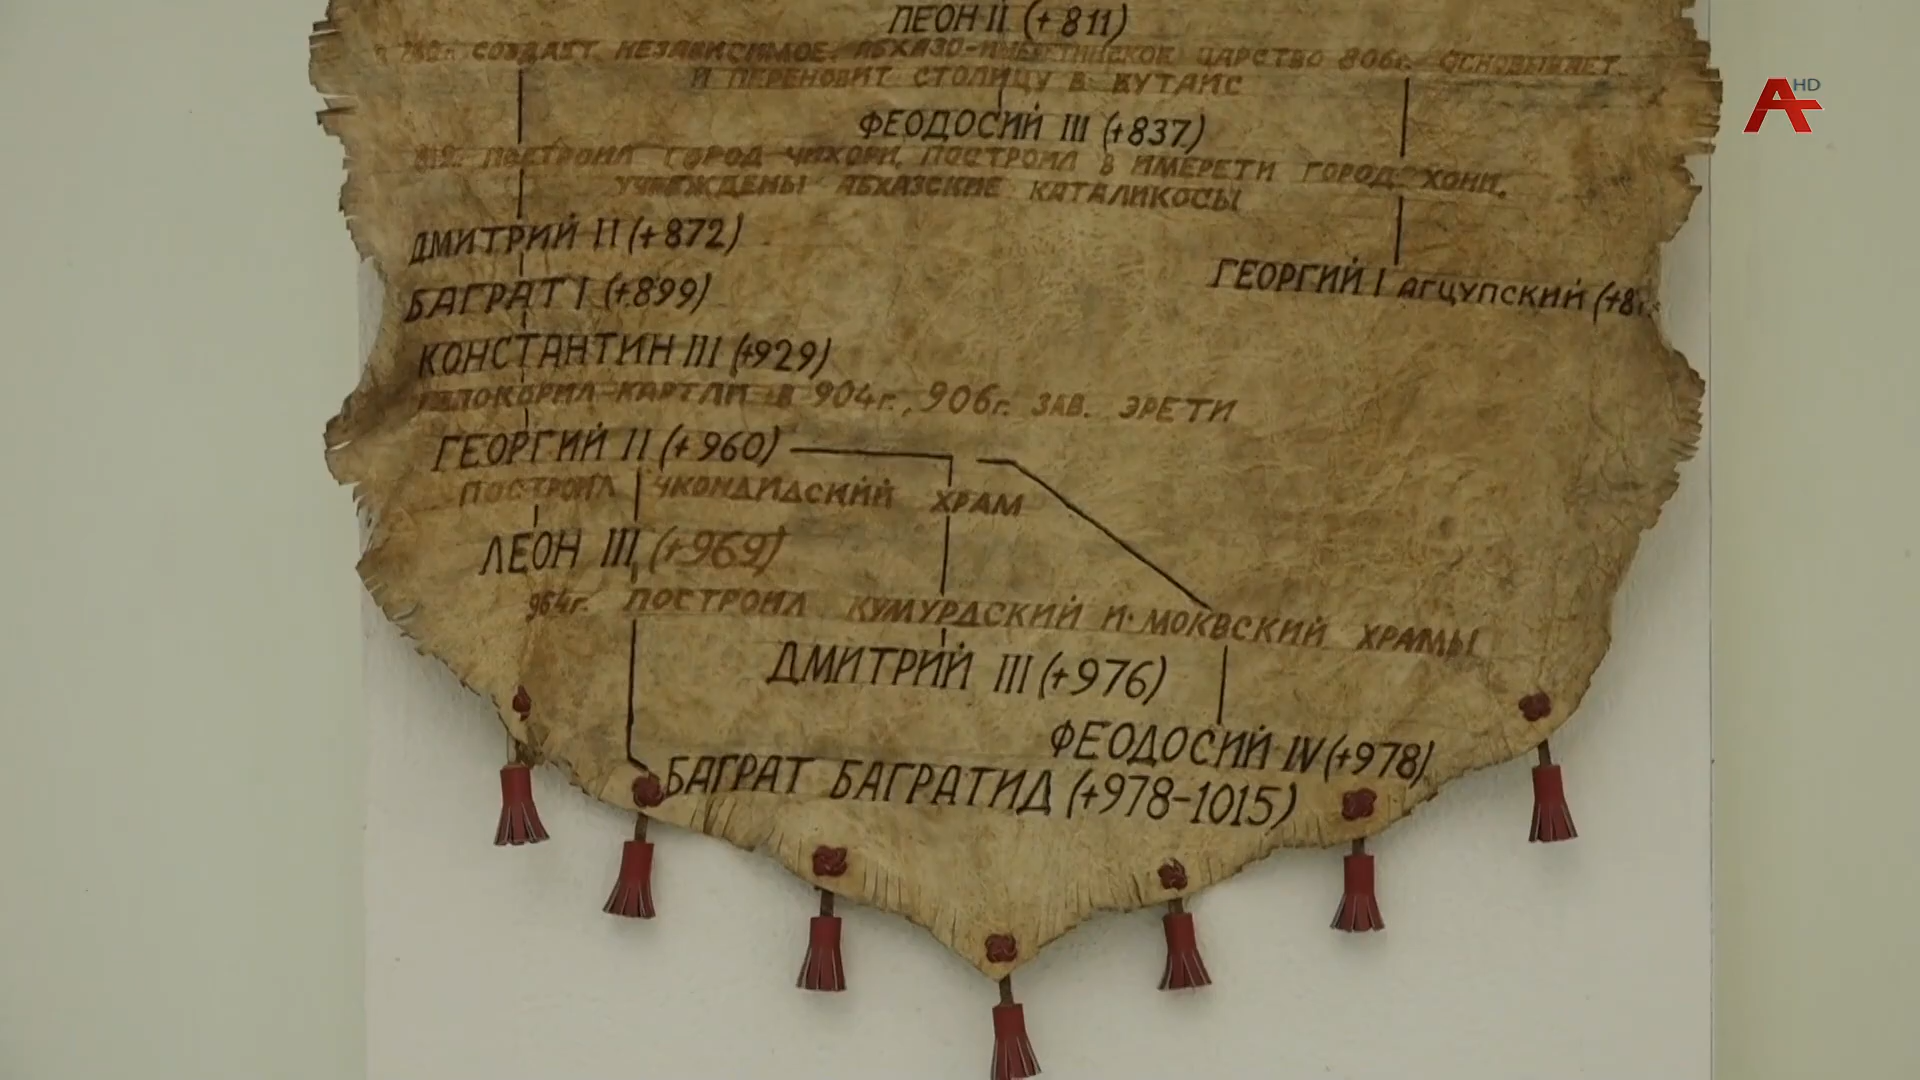 ЛЕОН II (+811)
СОЗДАЕТ НЕЗАВИСИМОЕ АБХАЗО-ИМЕРЕТИНСКОЕ ЦАРСТВО 806г. ОСНОВЫВАЕТ
И ПЕРЕНОСИТ СТОЛИЦУ В КУТАИС
ФЕОДОСИЙ III (+837)
ПОСТРОИЛ ГОРОД ЧИХОРИ, ПОСТРОИЛ В ИМЕРЕТИ ГОРОД ХОНИ.
УЧРЕЖДЕНЫ АБХАЗСКИЕ КАТАЛИКОСЫ
ДМИТРИЙ II (+872)
БАГРАТ I (+899)
ГЕОРГИЙ I АГЦУПСКИЙ
КОНСТАНТИН III (+929)
ПОКОРИЛ КАРТЛИ В 904г., 906г. ЗАВ. ЭРЕТИ
ГЕОРГИЙ II (+960)
ПОСТРОИЛ ЧКОНДИДСКИЙ ХРАМ
ЛЕОН III (+969)
964г. ПОСТРОИЛ КУМУРДСКИЙ И МОКВСКИЙ ХРАМЫ
ДМИТРИЙ III (+976)
ФЕОДОСИЙ IV (+978)
БАГРАТ БАГРАТИД (+978-1015)
HD